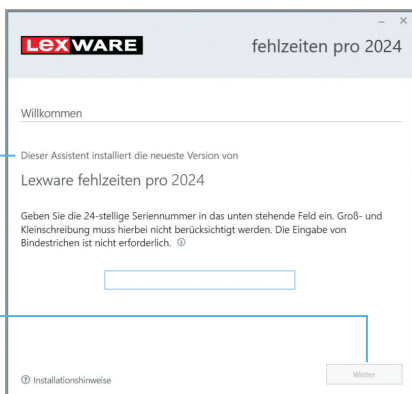 LEXWARE
fehlzeiten pro 2024
Willkommen
Dieser Assistent installiert die neueste Version von
Lexware fehlzeiten pro 2024
Geben Sie die 24-stellige Seriennummer in das unten stehende Feld ein. Groß- und
Kleinschreibung muss hierbei nicht berücksichtigt werden. Die Eingabe von
Bindestrichen ist nicht erforderlich.
Installationshinweise
Weiter